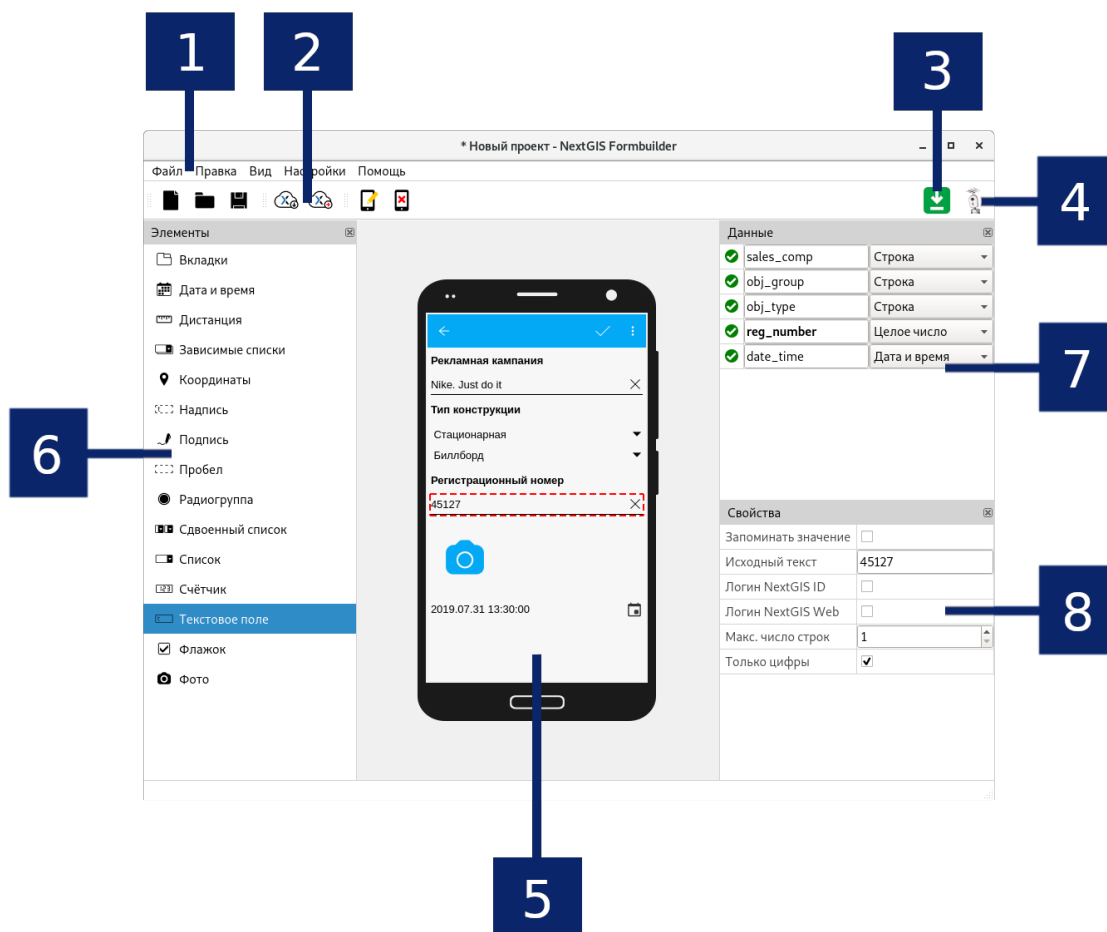 1
2
3
* Новый проект - NextGIS Formbuilder
Файл Правка Вид Настройки Помощь
4
Элементы
Вкладки
Дата и время
Дистанция
Зависимые списки
Координаты
Надпись
Подпись
Пробел
Радиогруппа
Сдвоенный список
Список
Счётчик
Текстовое поле
Флажок
Фото
6
Рекламная кампания
Nike. Just do it
Тип конструкции
Стационарная
Биллборд
Регистрационный номер
45127
2019.07.31 13:30:00
5
Данные
sales_comp Строка
obj_group Строка
obj_type Строка
reg_number Целое число
date_time Дата и время
7
Свойства
Запоминать значение
Исходный текст 45127
Логин NextGIS ID
Логин NextGIS Web
Макс. число строк 1
Только цифры
8